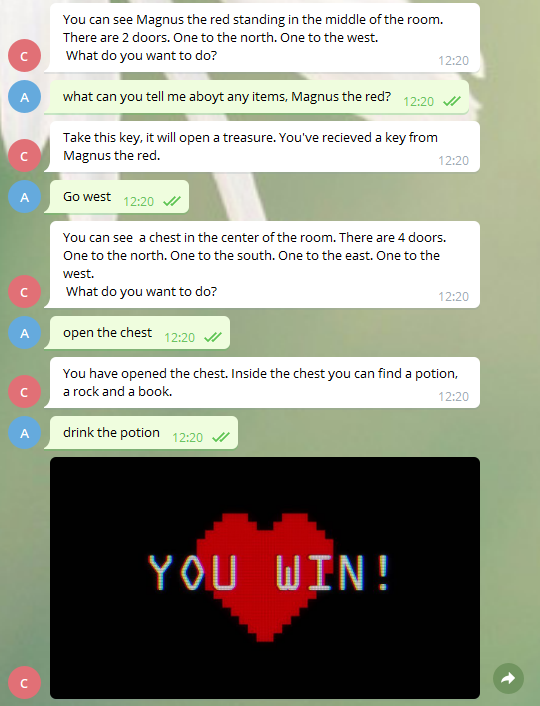 You can see Magnus the red standing in the middle of the room.
There are 2 doors. One to the north. One to the west.
What do you want to do?
12:20
C
A
what can you tell me aboyt any items, Magnus the red?
12:20
Take this key, it will open a treasure. You've recieved a key from
Magnus the red.
12:20
C
A
Go west
12:20
You can see  a chest in the center of the room. There are 4 doors.
One to the north. One to the south. One to the east. One to the
west.
What do you want to do?
12:20
C
A
open the chest
12:20
You have opened the chest. Inside the chest you can find a potion,
a rock and a book.
12:20
C
A
drink the potion
12:20
YOU WIN!
C